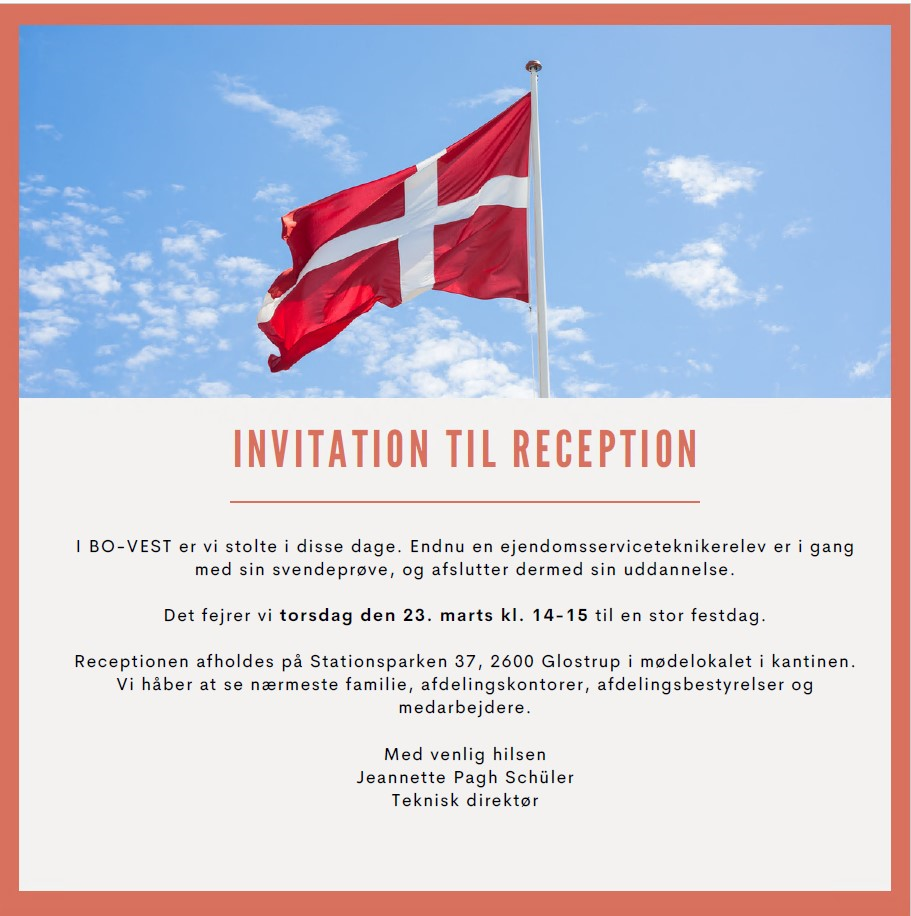 INVITATION TIL RECEPTION
I BO-VEST er vi stolte i disse dage. Endnu en ejendomsserviceteknikerelev er i gang
med sin svendeprøve, og afslutter dermed sin uddannelse.
Det fejrer vi torsdag den 23. marts kl. 14-15 til en stor festdag.
Receptionen afholdes på Stationsparken 37, 2600 Glostrup i mødelokalet i kantinen.
Vi håber at se nærmeste familie, afdelingskontorer, afdelingsbestyrelser og
medarbejdere.
Med venlig hilsen
Jeannette Pagh Schüler
Teknisk direktør